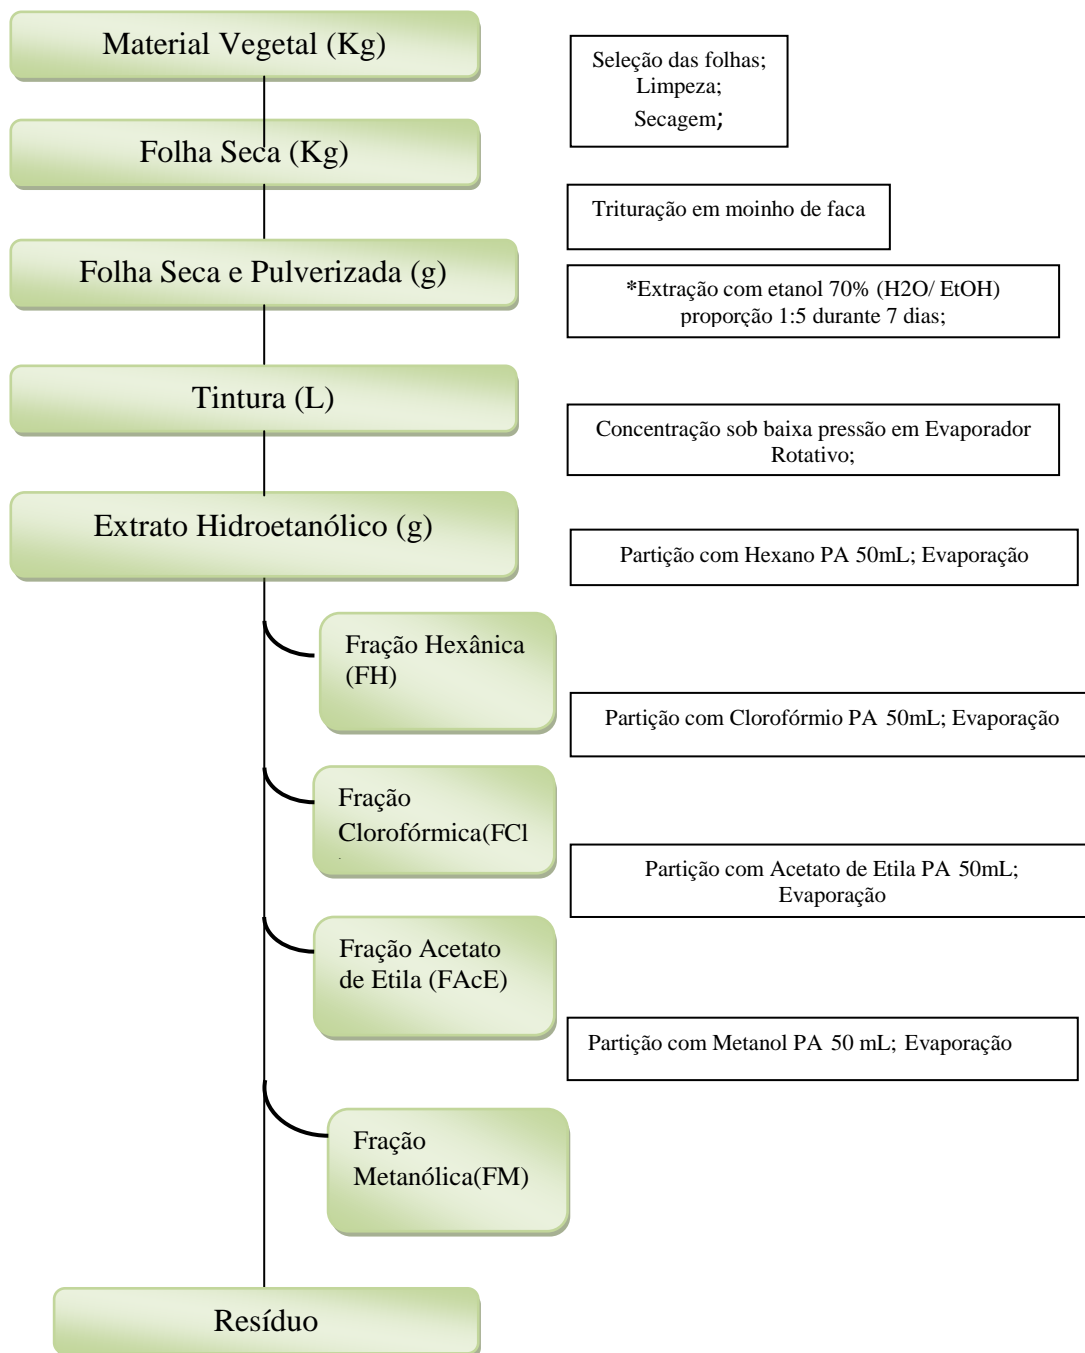 Material Vegetal (Kg)
Seleção das folhas;
Limpeza;
Secagem;
Folha Seca (Kg)
Trituração em moinho de faca
Folha Seca e Pulverizada (g)
*Extração com etanol 70% (H2O/ EtOH)
proporção 1:5 durante 7 dias;
Tintura (L)
Concentração sob baixa pressão em Evaporador
Rotativo;
Extrato Hidroetanólico (g)
Partição com Hexano PA 50mL; Evaporação
Fração Hexânica
(FH)
Partição com Clorofórmio PA 50mL; Evaporação
Fração
Clorofórmica(FCl
Partição com Acetato de Etila PA 50mL;
Evaporação
Fração Acetato
de Etila (FAcE)
Partição com Metanol PA 50 mL; Evaporação
Fração
Metanólica(FM)
Resíduo